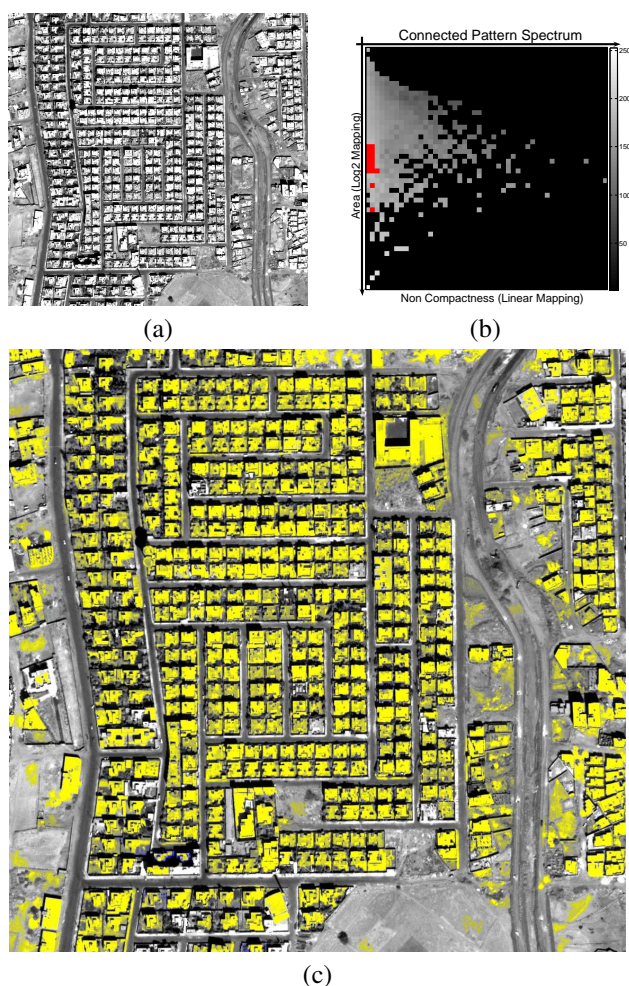 Connected Pattern Spectrum
250
200
150
100
50
Area (Log2 Mapping)
Non Compactness (Linear Mapping)
(a)
(b)
(c)